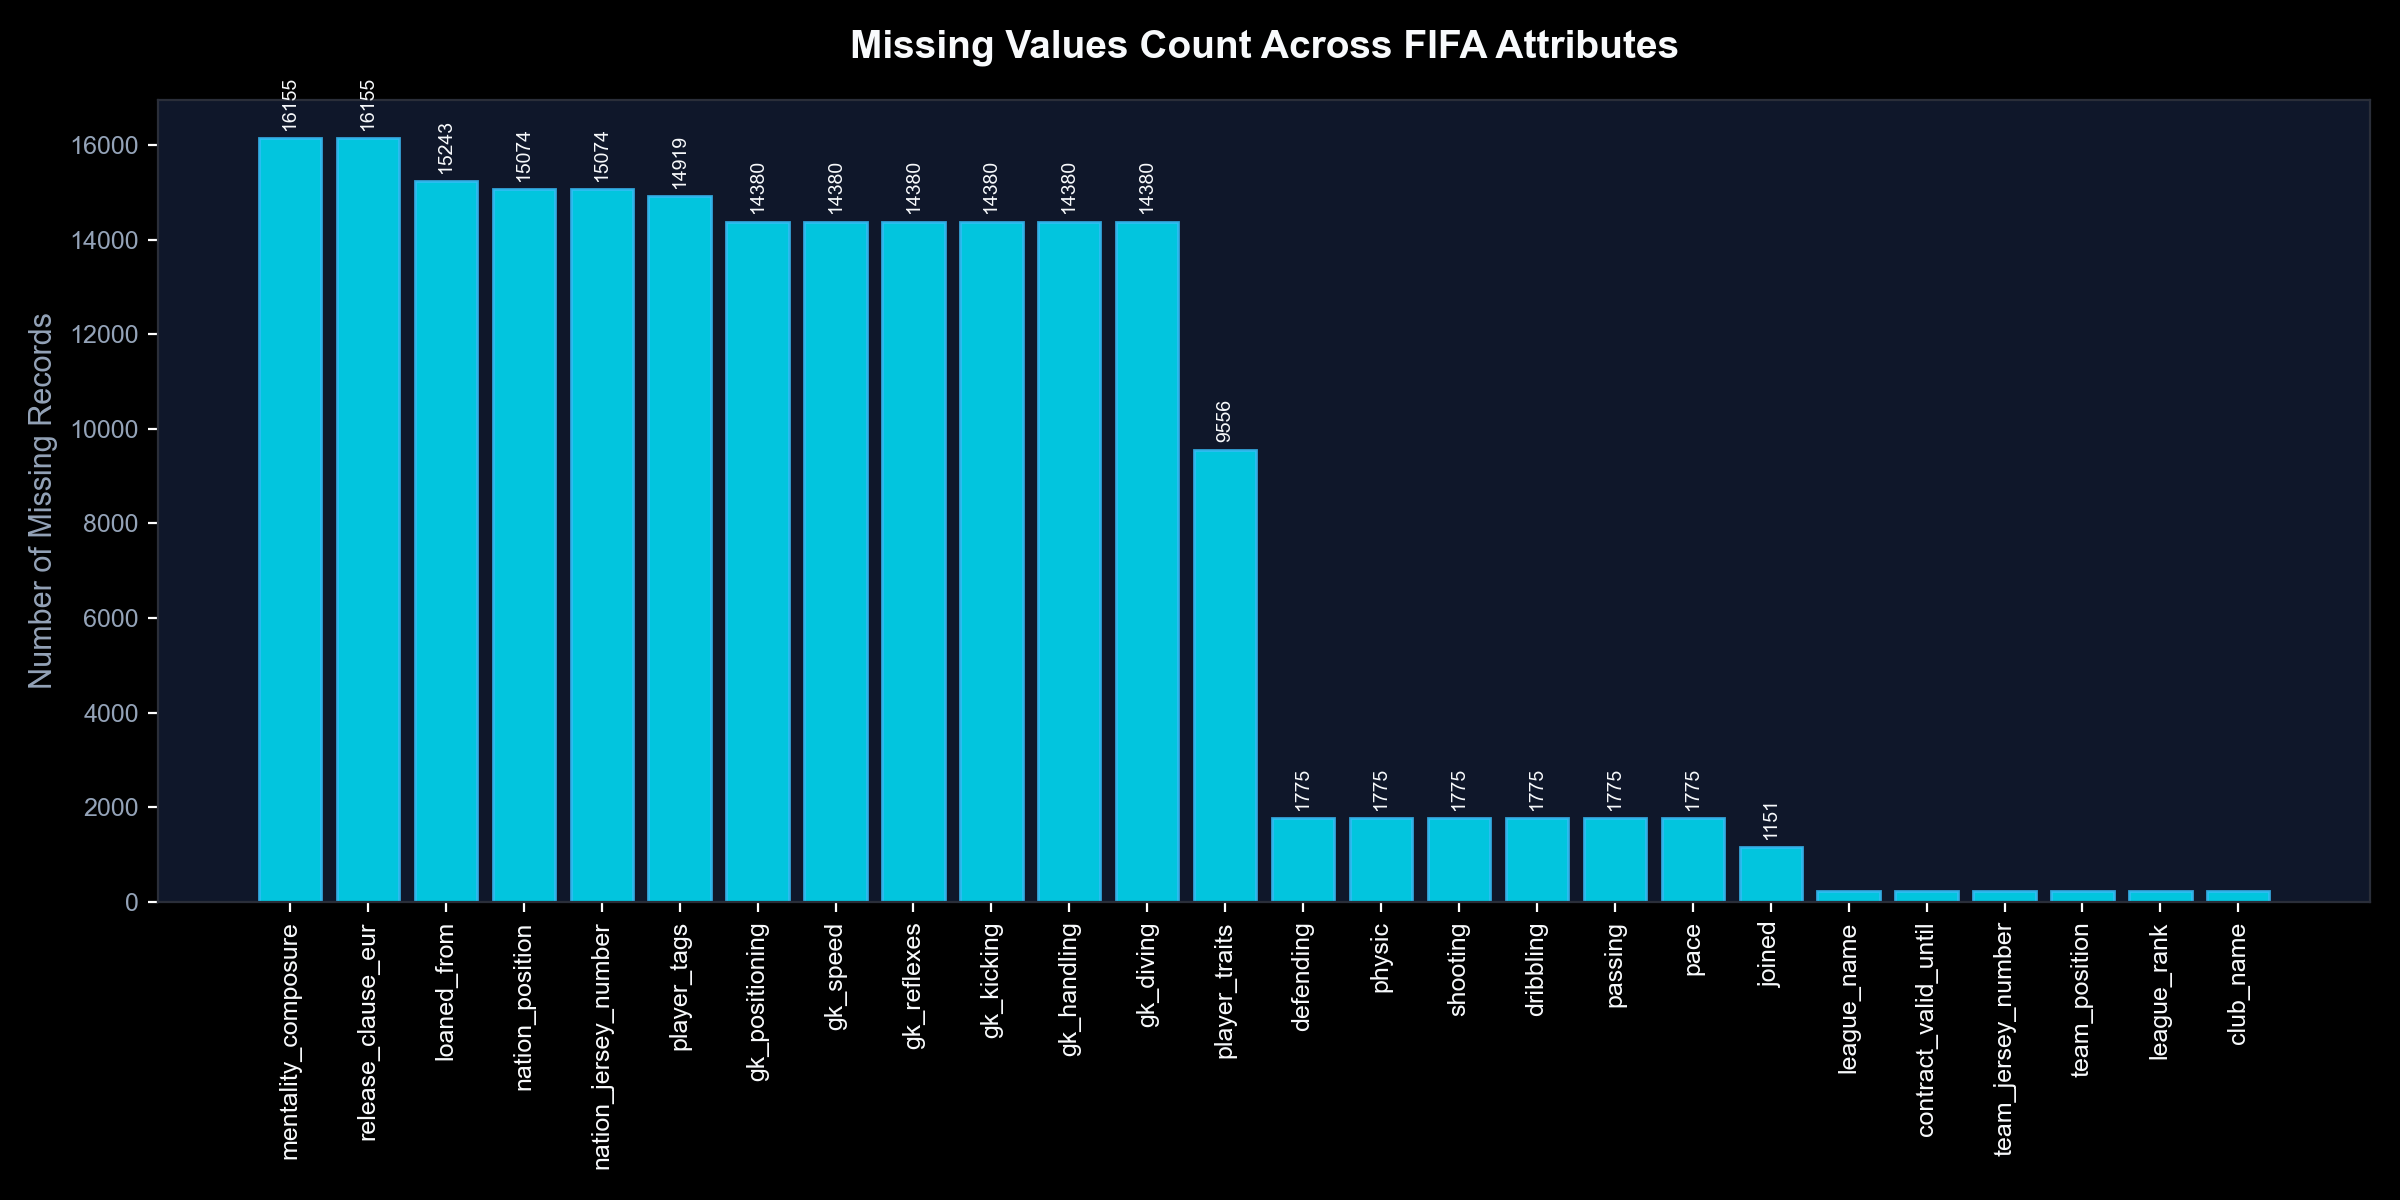 Missing Values Count Across FIFA Attributes
Number of Missing Records
16000
14000
12000
10000
8000
6000
4000
2000
0
16155
16155
15243
15074
15074
14919
14380
14380
14380
14380
14380
14380
9556
1775
1775
1775
1775
1775
1775
1151
mentality_composure
release_clause_eur
loaned_from
nation_position
nation_jersey_number
player_tags
gk_positioning
gk_speed
gk_reflexes
gk_kicking
gk_handling
gk_diving
player_traits
defending
physic
shooting
dribbling
passing
pace
joined
league_name
contract_valid_until
team_jersey_number
team_position
league_rank
club_name